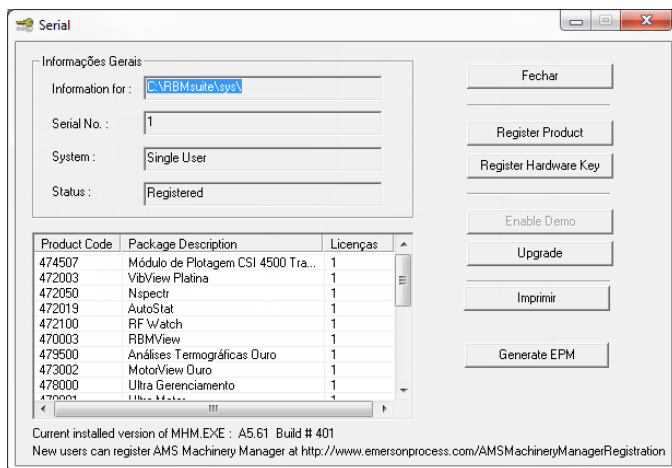 Serial
Informações Gerais
Information for : C:\RBMsuite\sys\
Serial No. : 1
System : Single User
Status : Registered
Fechar
Register Product
Register Hardware Key
Enable Demo
Upgrade
Imprimir
Generate EPM
Product Code Package Description Licenças
474507 Módulo de Plotagem CSI 4500 Tra... 1
472003 VibView Platina 1
472050 Nspectr 1
472019 AutoStat 1
472100 RF Watch 1
470003 RBMView 1
479500 Análises Termográficas Ouro 1
473002 MotorView Ouro 1
478000 Ultra Gerenciamento 1
Current installed version of MHM.EXE : A5.61 Build # 401
New users can register AMS Machinery Manager at http://www.emersonprocess.com/AMSMachineryManagerRegistration